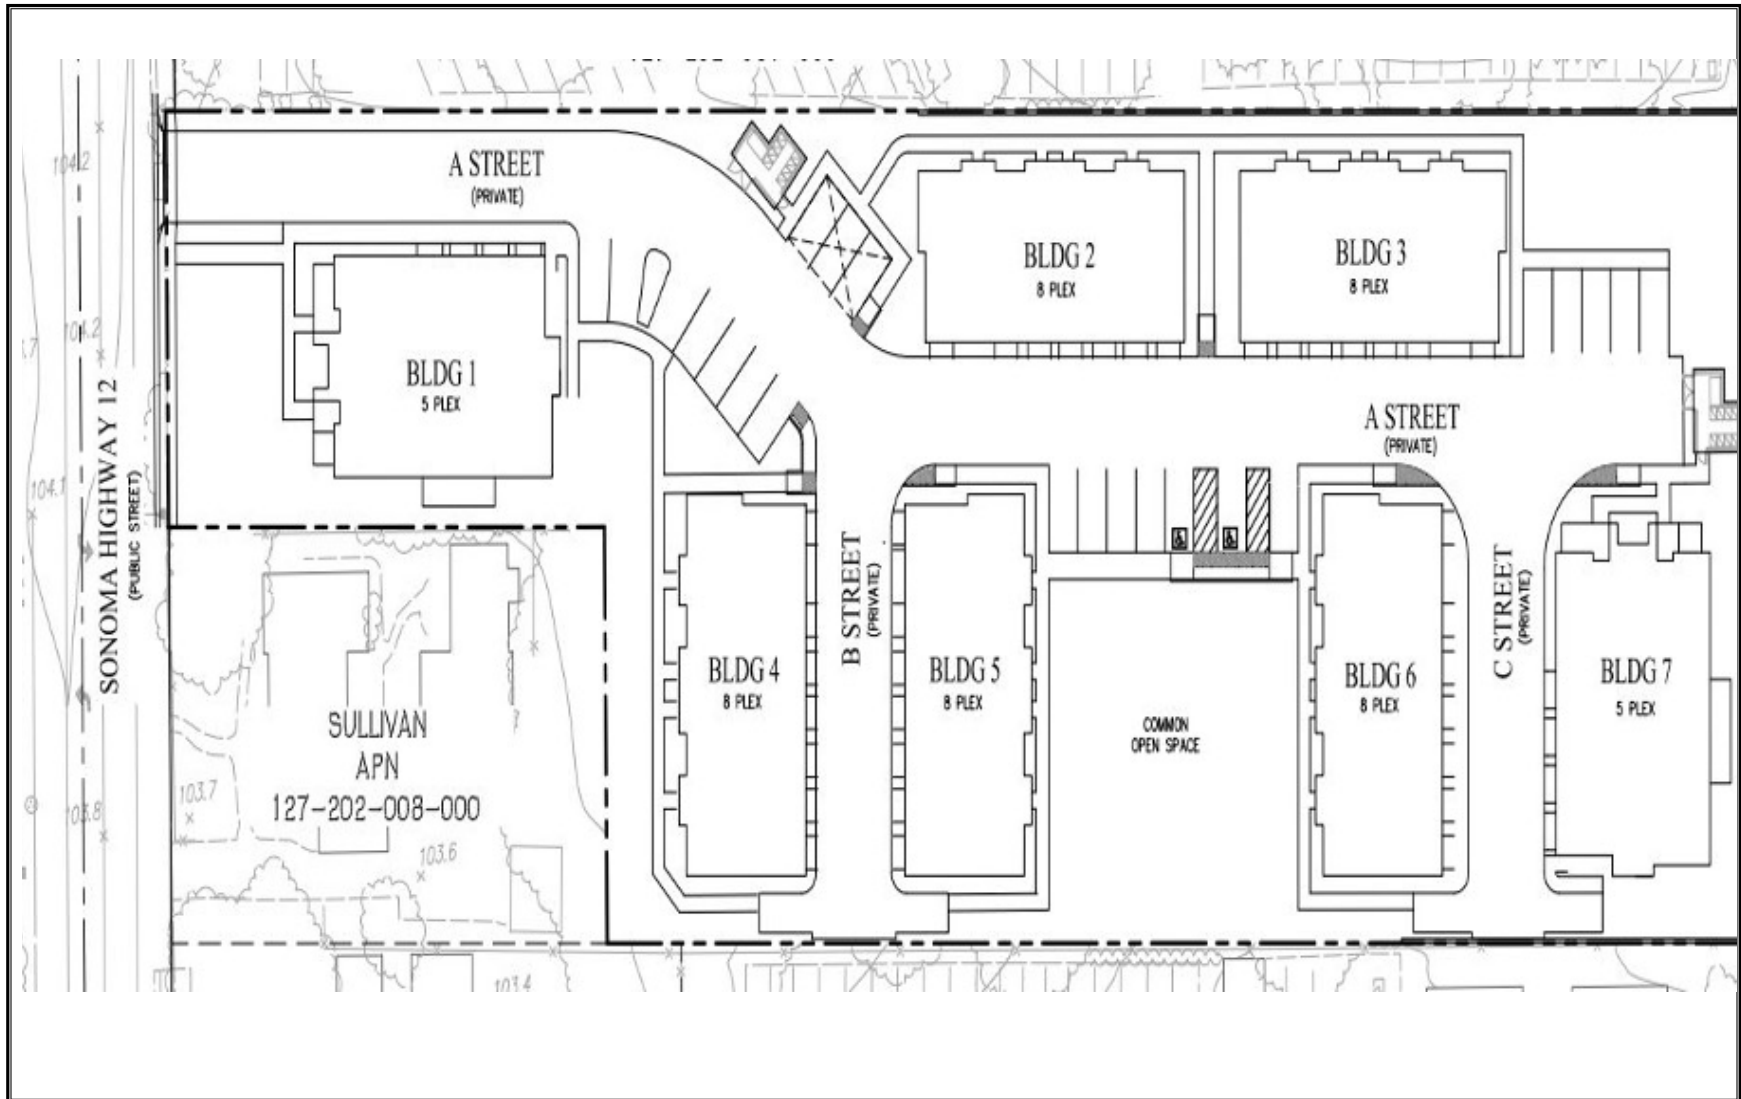 A STREET
(PRIVATE)
104.2
BLDG 2
8 PLEX
BLDG 3
8 PLEX
104.2
BLDG 1
5 PLEX
A STREET
(PRIVATE)
SONOMA HIGHWAY 12
(PUBLIC STREET)
104.1
B STREET
(PRIVATE)
C STREET
(PRIVATE)
BLDG 4
8 PLEX
BLDG 5
8 PLEX
BLDG 6
8 PLEX
BLDG 7
5 PLEX
COMMON
OPEN SPACE
SULLIVAN
APN
127-202-008-000
103.7
103.8
103.6